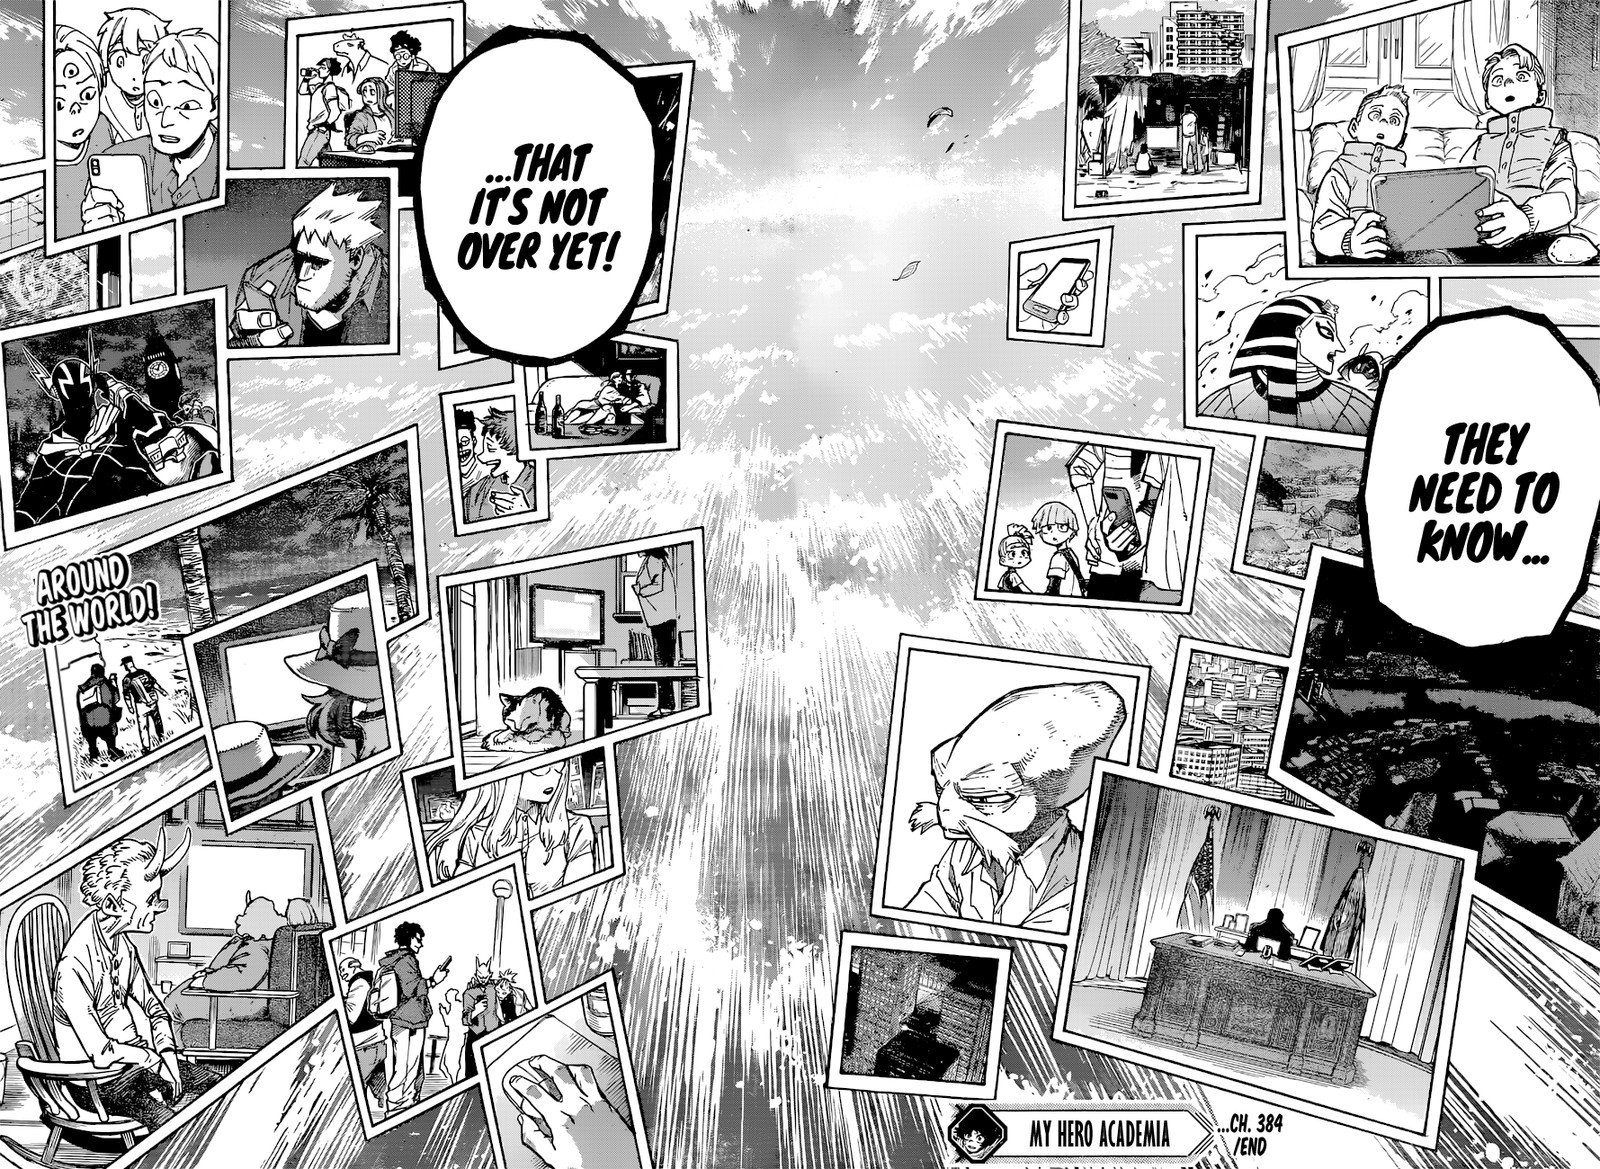 THEY
NEED TO
KNOW...
...THAT
IT'S NOT
OVER YET!
AROUND
THE WORLD!
MY HERO ACADEMIA
...CH. 384
/END